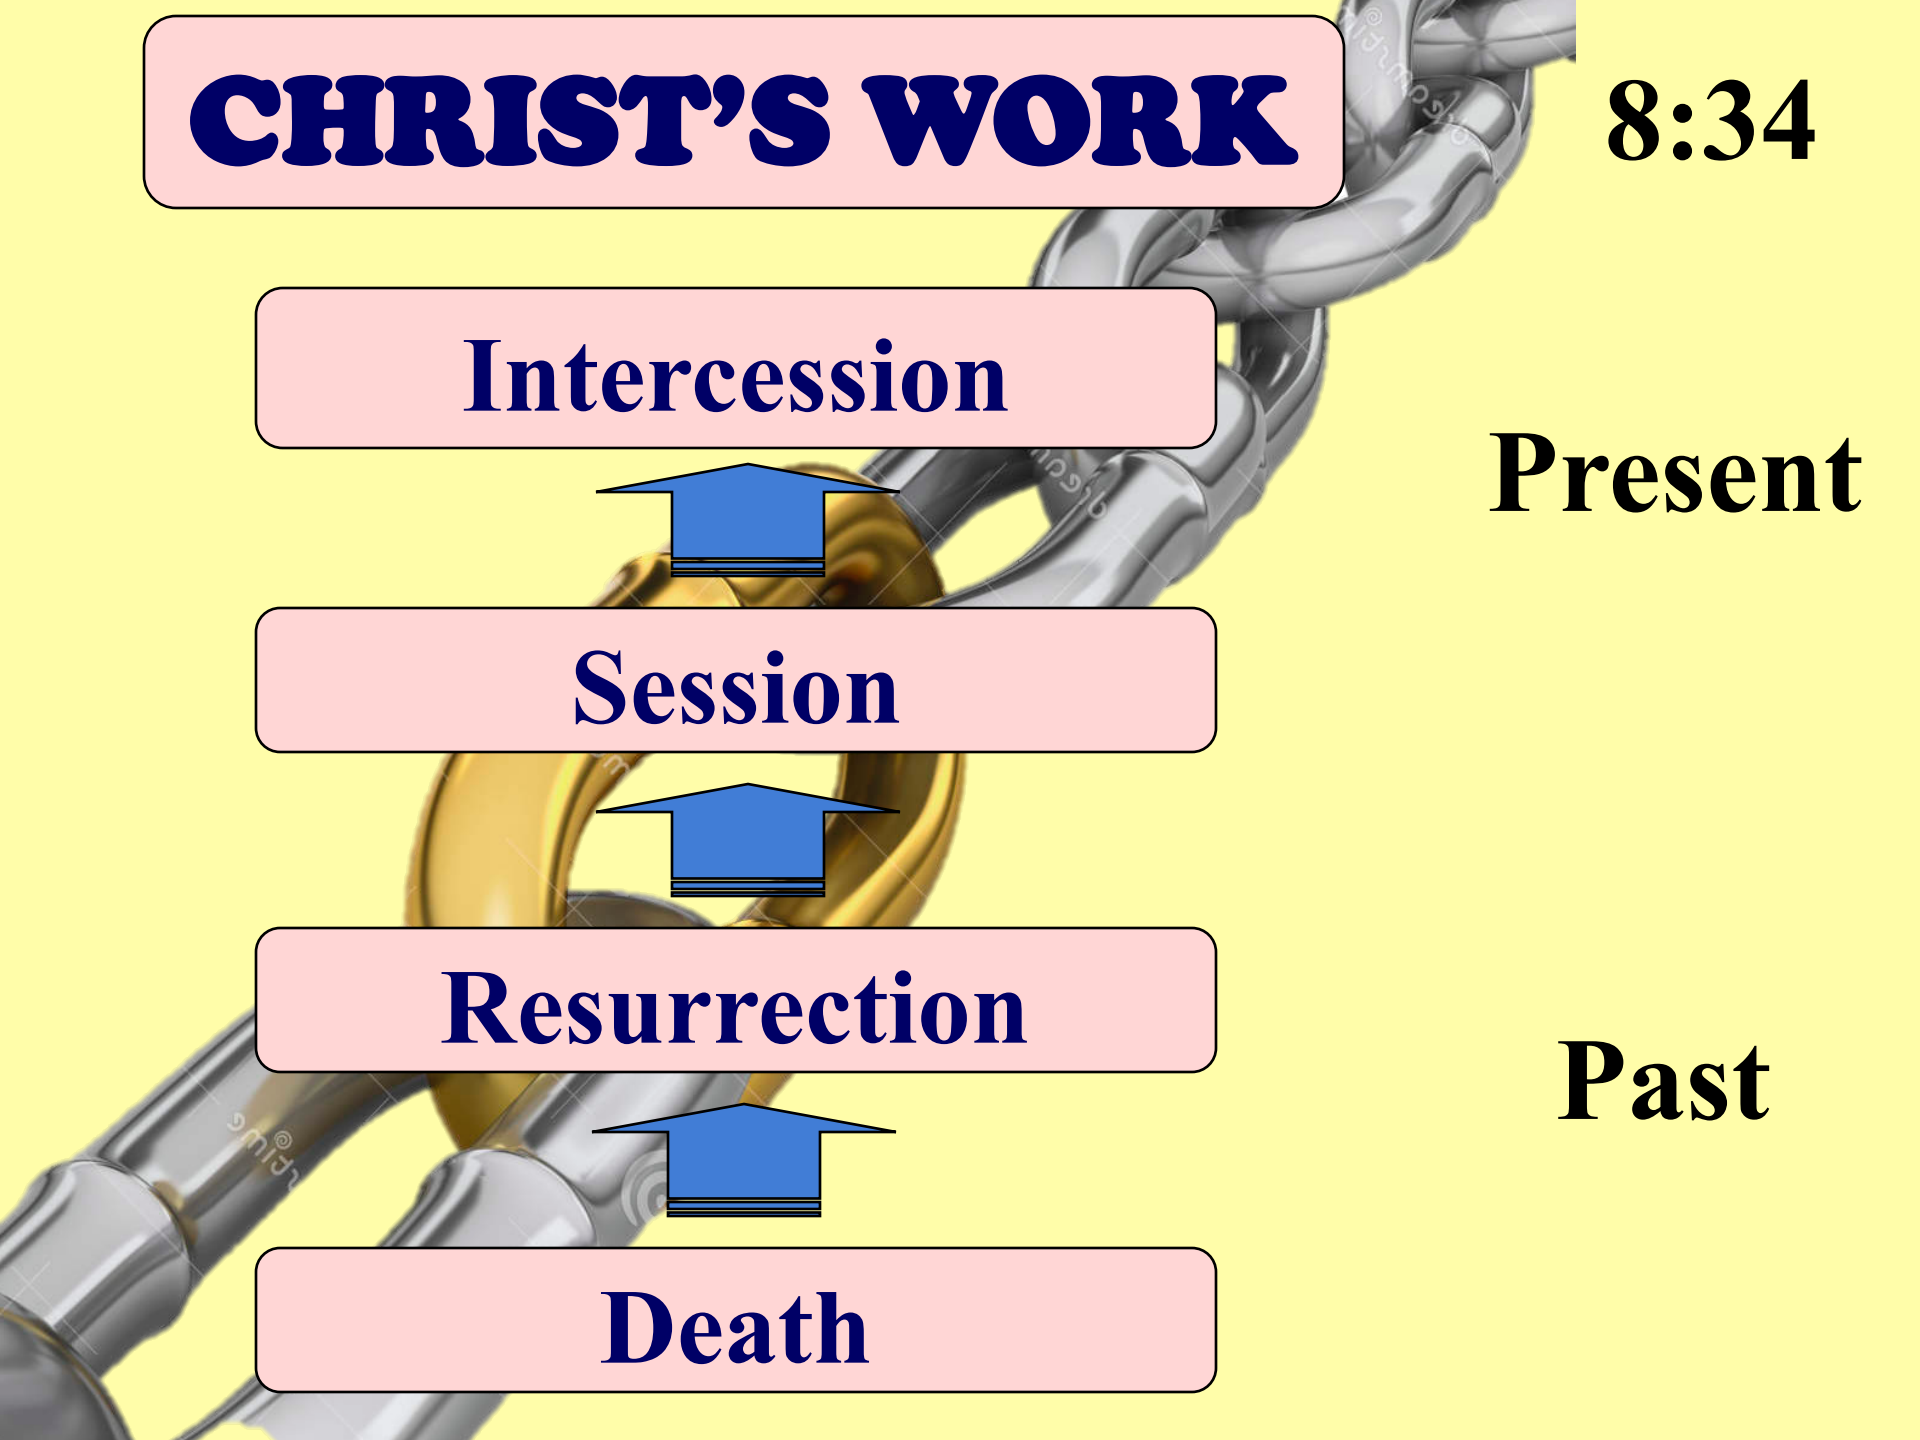 CHRIST’S WORK
8:34
Intercession
Present
Session
Resurrection
Past
Death